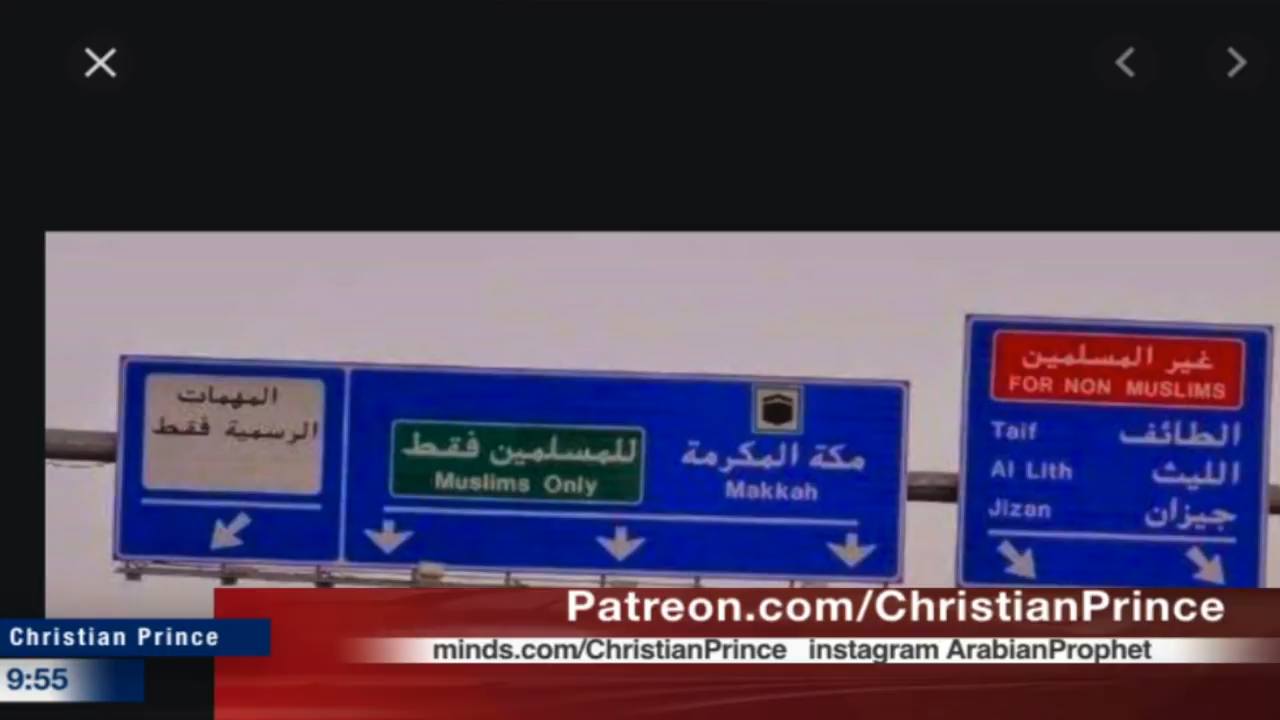 المهمات
الرسمية فقط
للمسلمين فقط
Muslims Only
مكة المكرمة
Makkah
غير المسلمين
FOR NON MUSLIMS
Taif الطائف
Al Lith الليث
Jizan جيزان
Patreon.com/ChristianPrince
minds.com/ChristianPrince instagram ArabianProphet
Christian Prince
9:55